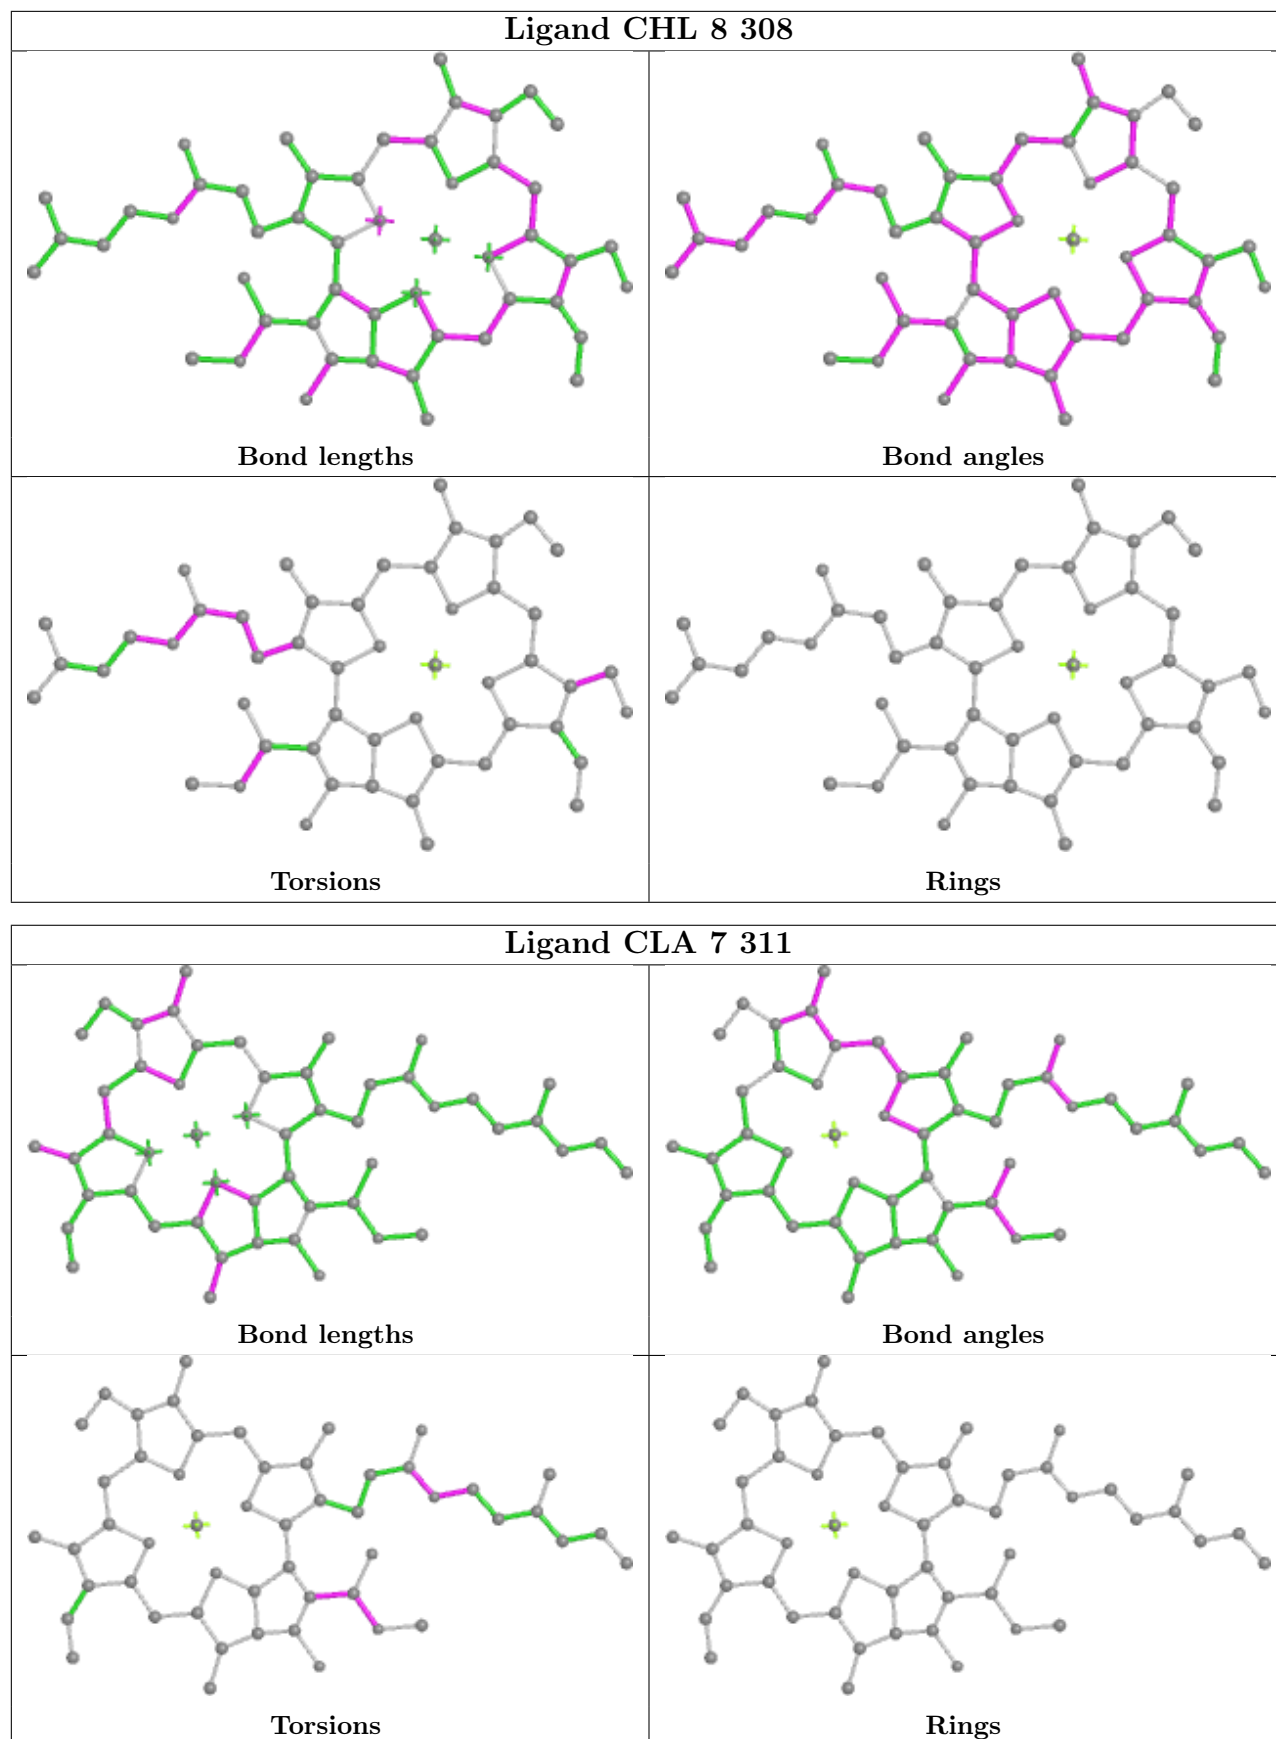 Ligand CHL 8 308
Bond lengths
Bond angles
Torsions
Rings
Ligand CLA 7 311
Bond lengths
Bond angles
Torsions
Rings